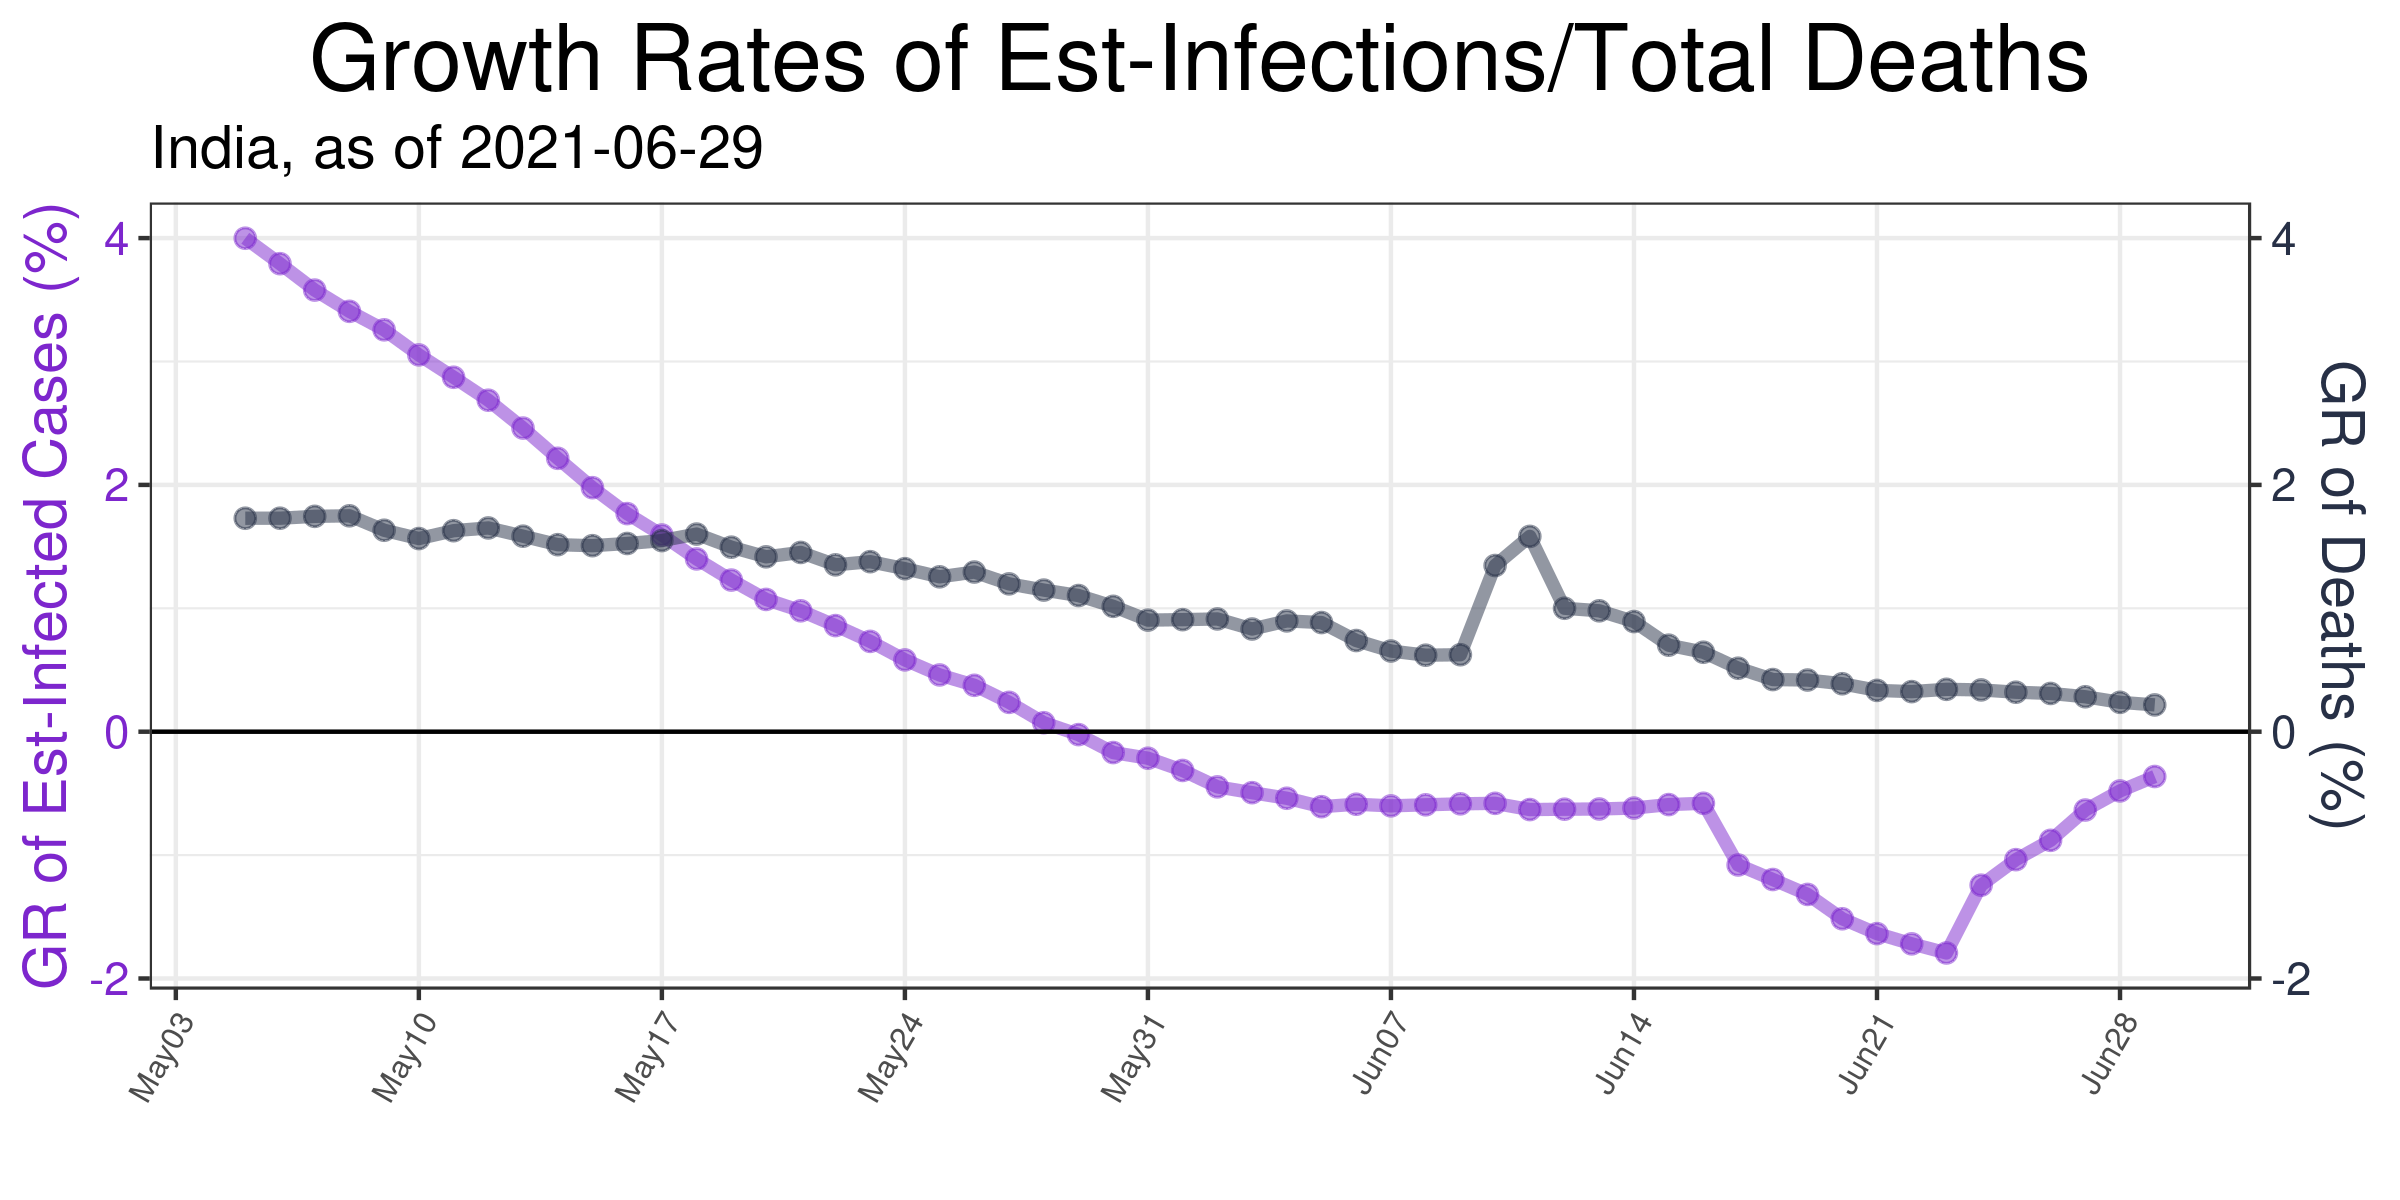 Growth Rates of Est-Infections/Total Deaths
India, as of 2021-06-29
GR of Est-Infected Cases (%)
4
2
0
-2
4
2
0
-2
GR of Deaths (%)
May03
May10
May17
May24
May31
Jun07
Jun14
Jun21
Jun28